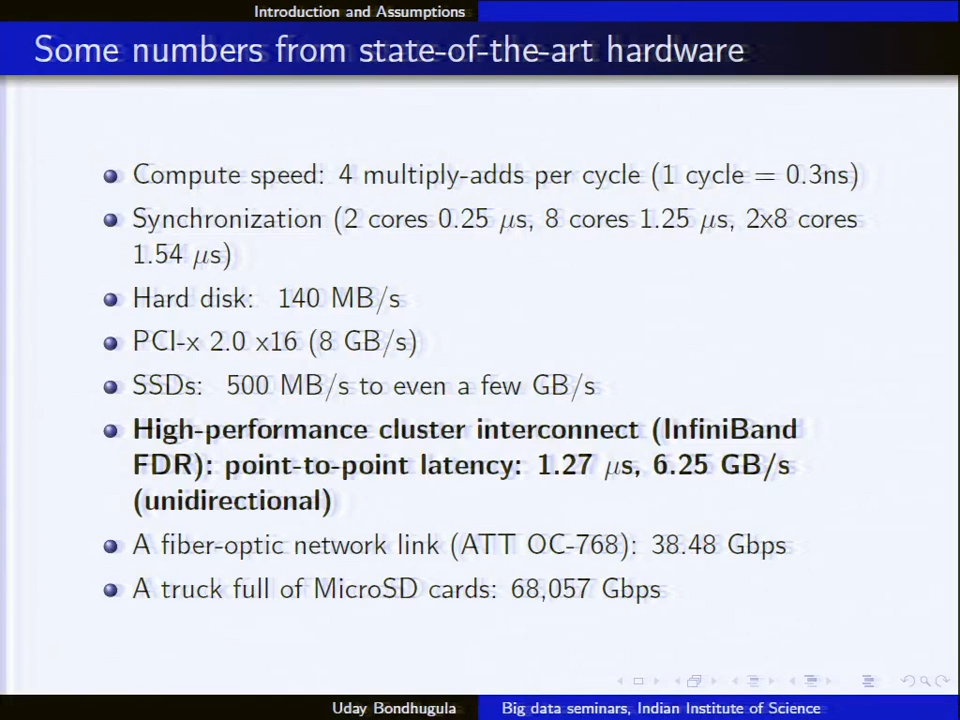 Introduction and Assumptions
Some numbers from state-of-the-art hardware
Compute speed: 4 multiply-adds per cycle (1 cycle = 0.3ns)
Synchronization (2 cores 0.25 μs, 8 cores 1.25 μs, 2x8 cores
1.54 μs)
Hard disk: 140 MB/s
PCI-x 2.0 x16 (8 GB/s)
SSDs: 500 MB/s to even a few GB/s
High-performance cluster interconnect (InfiniBand
FDR): point-to-point latency: 1.27 μs, 6.25 GB/s
(unidirectional)
A fiber-optic network link (ATT OC-768): 38.48 Gbps
A truck full of MicroSD cards: 68,057 Gbps
Uday Bondhugula Big data seminars, Indian Institute of Science